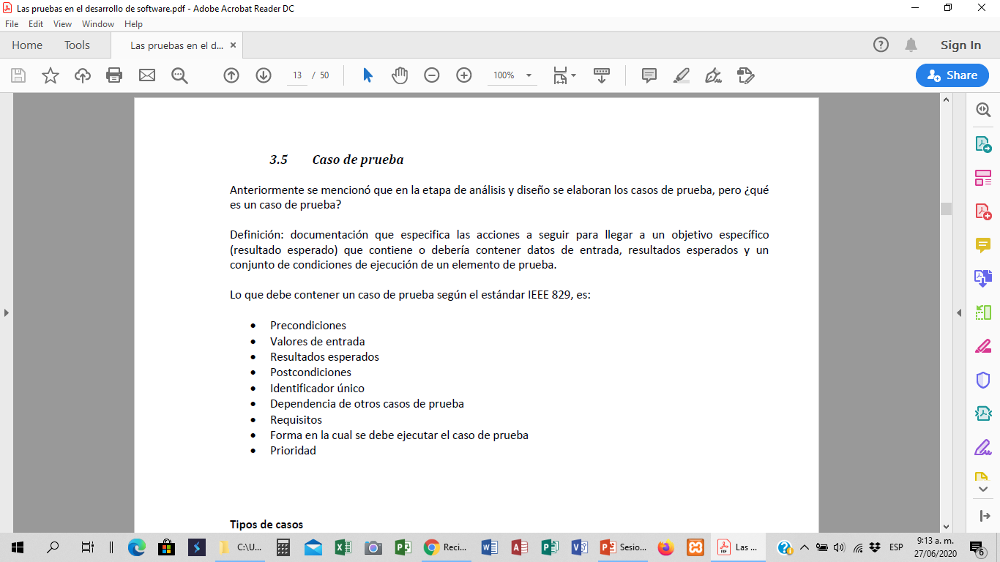 Las pruebas en el desarrollo de software.pdf - Adobe Acrobat Reader DC
File Edit View Window Help
Home Tools Las pruebas en el d... × Sign In
13 / 50 100% Share
3.5 Caso de prueba
Anteriormente se mencionó que en la etapa de análisis y diseño se elaboran los casos de prueba, pero ¿qué
es un caso de prueba?
Definición: documentación que especifica las acciones a seguir para llegar a un objetivo específico
(resultado esperado) que contiene o debería contener datos de entrada, resultados esperados y un
conjunto de condiciones de ejecución de un elemento de prueba.
Lo que debe contener un caso de prueba según el estándar IEEE 829, es:
• Precondiciones
• Valores de entrada
• Resultados esperados
• Postcondiciones
• Identificador único
• Dependencia de otros casos de prueba
• Requisitos
• Forma en la cual se debe ejecutar el caso de prueba
• Prioridad
Tipos de casos
C:\U... Reci... Sesio... Las ... ESP 9:13 a. m.
27/06/2020 6